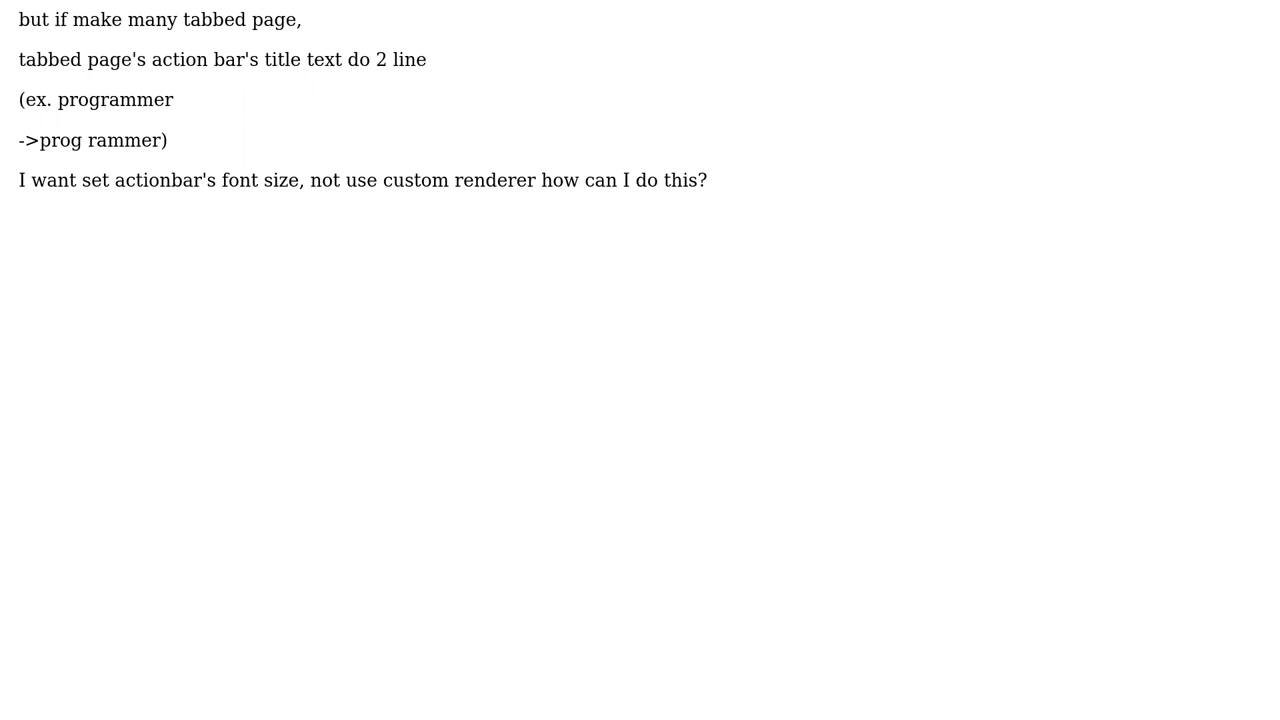 but if make many tabbed page,
tabbed page's action bar's title text do 2 line
(ex. programmer
->prog rammer)
I want set actionbar's font size, not use custom renderer how can I do this?